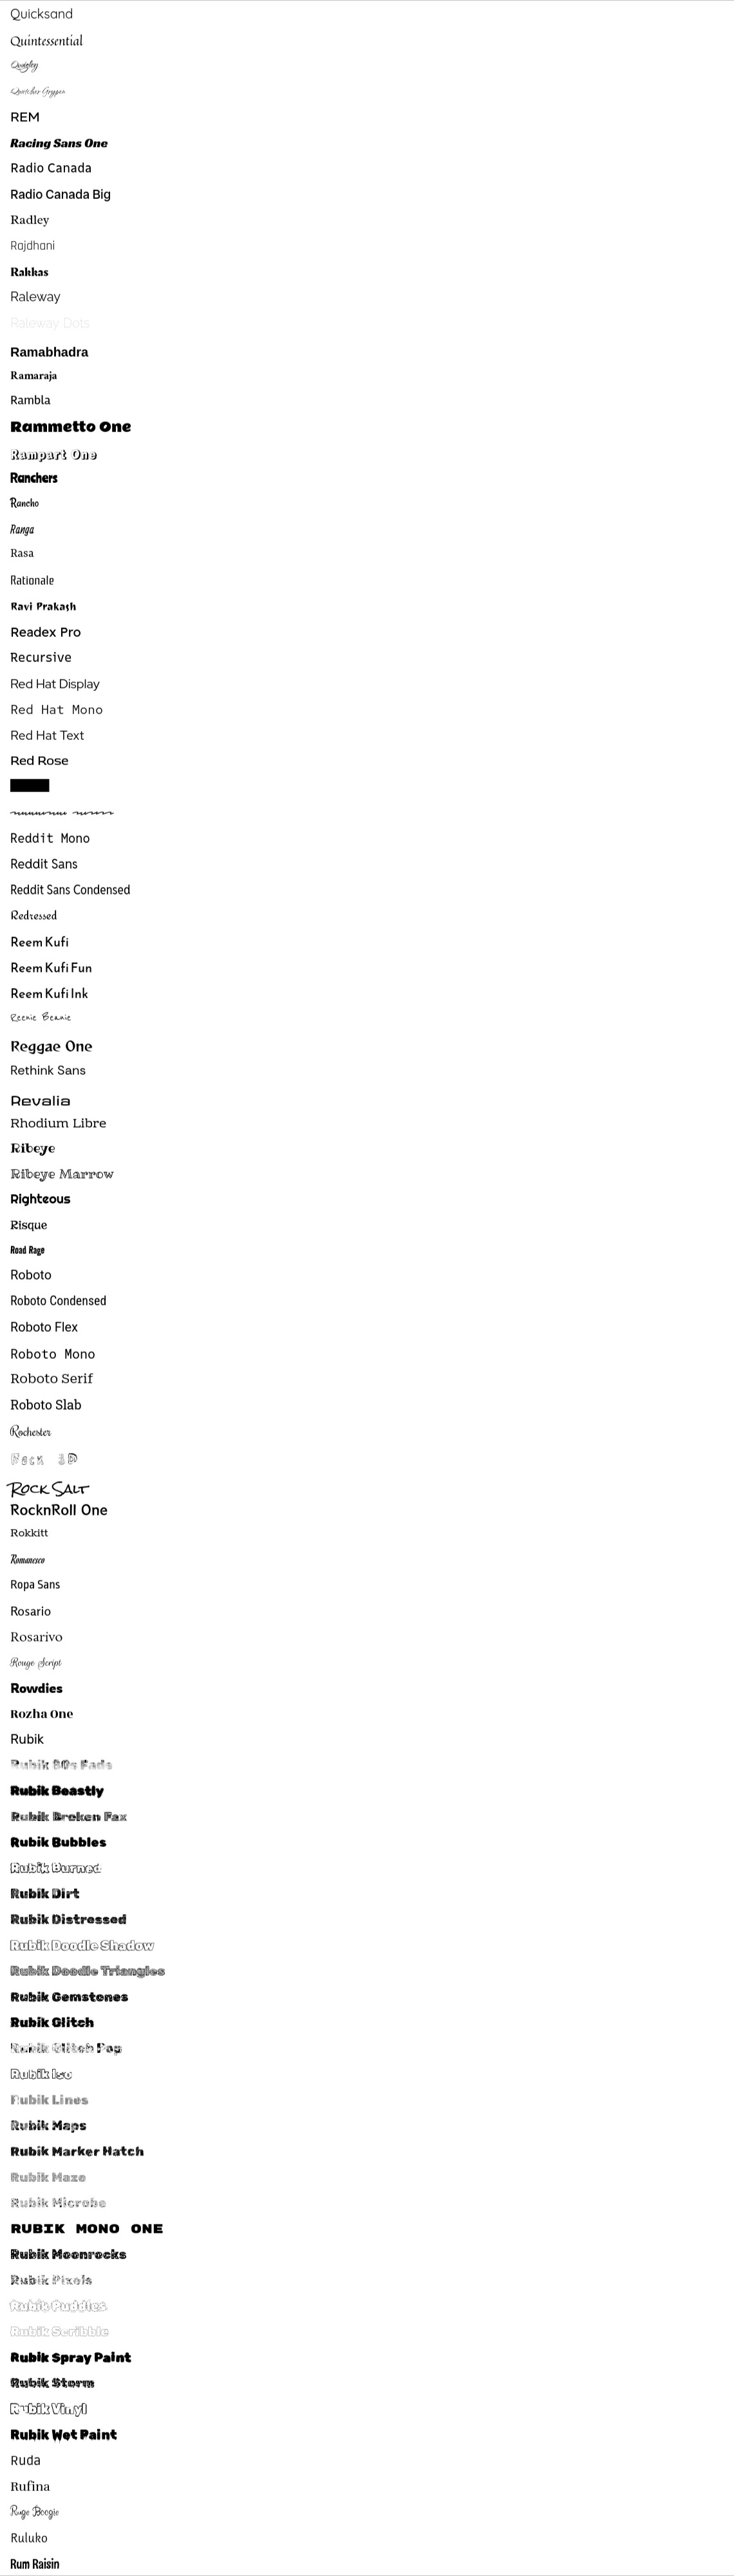 Quicksand
Quintessential
Quigley
Qwitcher Grypen
REM
Racing Sans One
Radio Canada
Radio Canada Big
Radley
Rajdhani
Rakkas
Raleway
Raleway Dots
Ramabhadra
Ramaraja
Rambla
Rammetto One
Rampart One
Ranchers
Rancho
Ranga
Rasa
Rationale
Ravi Prakash
Readex Pro
Recursive
Red Hat Display
Red Hat Mono
Red Hat Text
Red Rose
Reddit Mono
Reddit Sans
Reddit Sans Condensed
Redressed
Reem Kufi
Reem Kufi Fun
Reem Kufi Ink
Reenie Beanie
Reggae One
Rethink Sans
Revalia
Rhodium Libre
Ribeye
Ribeye Marrow
Righteous
Risque
Road Rage
Roboto
Roboto Condensed
Roboto Flex
Roboto Mono
Roboto Serif
Roboto Slab
Rochester
Rock 3D
Rock Salt
RocknRoll One
Rokkitt
Romanesco
Ropa Sans
Rosario
Rosarivo
Rouge Script
Rowdies
Rozha One
Rubik
Rubik 80s Fade
Rubik Beastly
Rubik Broken Fax
Rubik Bubbles
Rubik Burned
Rubik Dirt
Rubik Distressed
Rubik Doodle Shadow
Rubik Doodle Triangles
Rubik Gemstones
Rubik Glitch
Rubik Glitch Pop
Rubik Iso
Rubik Lines
Rubik Maps
Rubik Marker Hatch
Rubik Maze
Rubik Microbe
RUBIK MONO ONE
Rubik Moonrocks
Rubik Pixels
Rubik Puddles
Rubik Scribble
Rubik Spray Paint
Rubik Storm
Rubik Vinyl
Rubik Wet Paint
Ruda
Rufina
Ruge Boogie
Ruluko
Rum Raisin